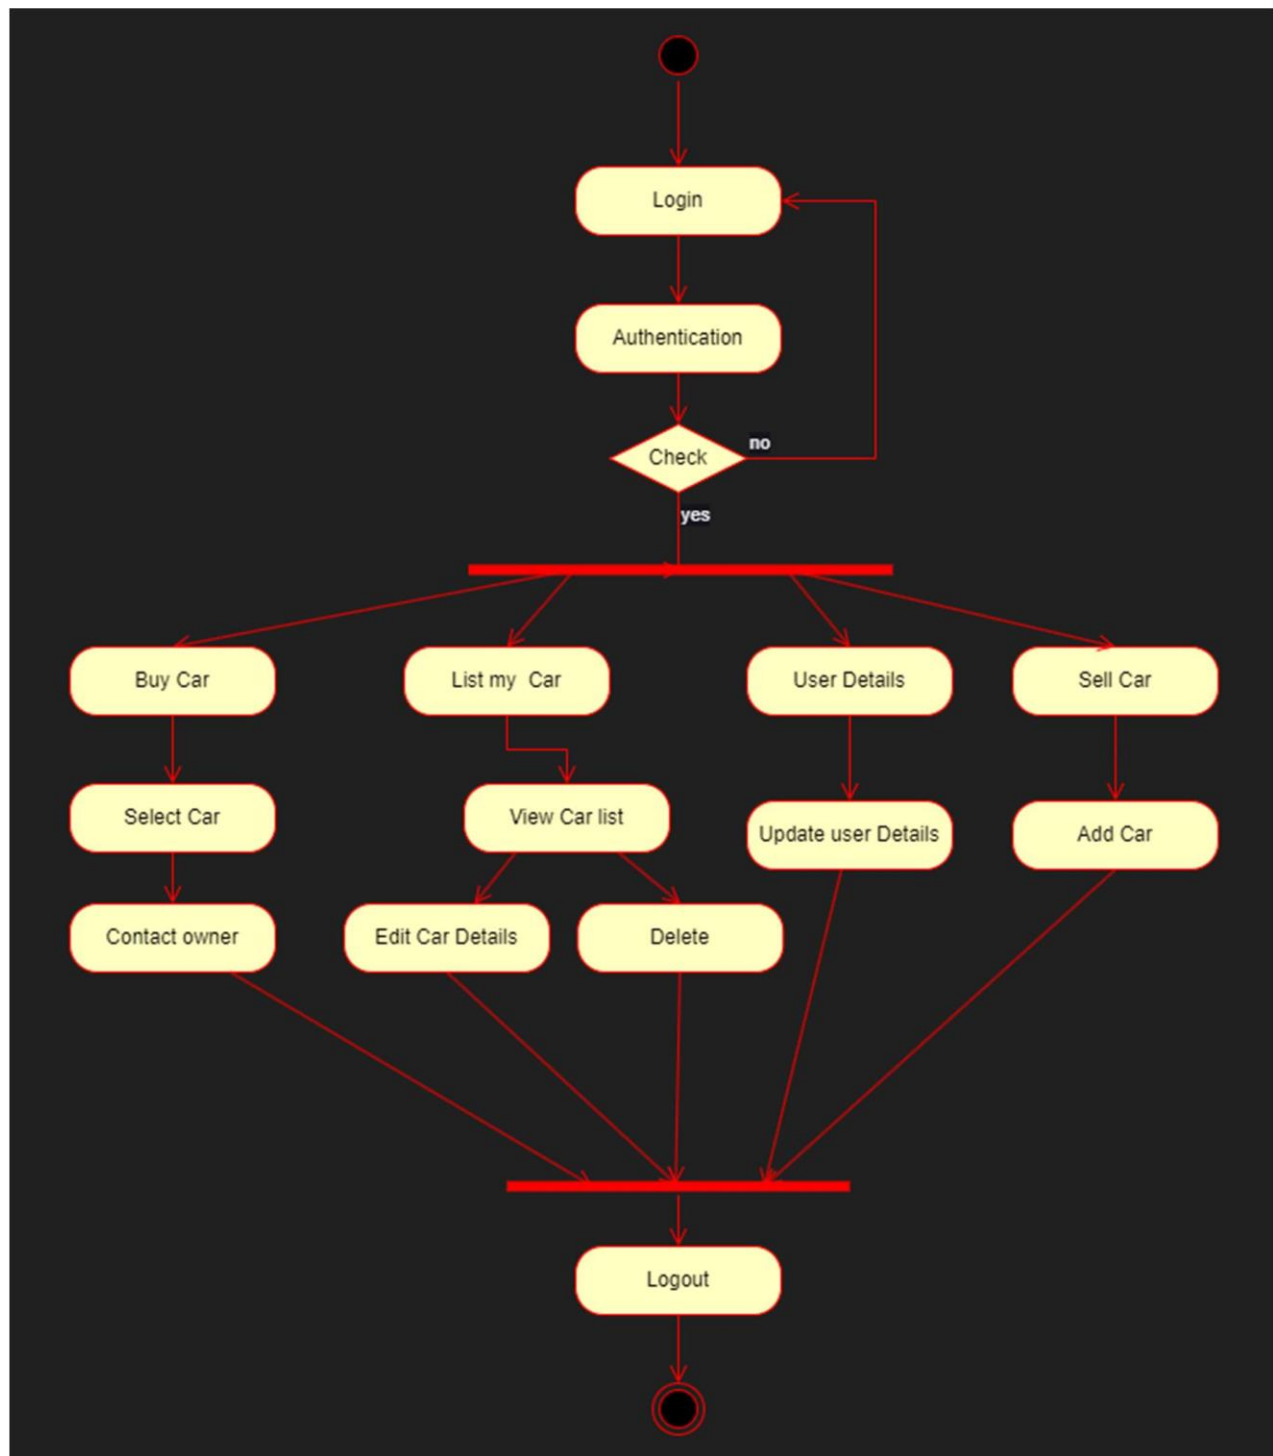 Login
Authentication
Check
no
yes
Buy Car
List my  Car
User Details
Sell Car
Select Car
View Car list
Update user Details
Add Car
Contact owner
Edit Car Details
Delete
Logout